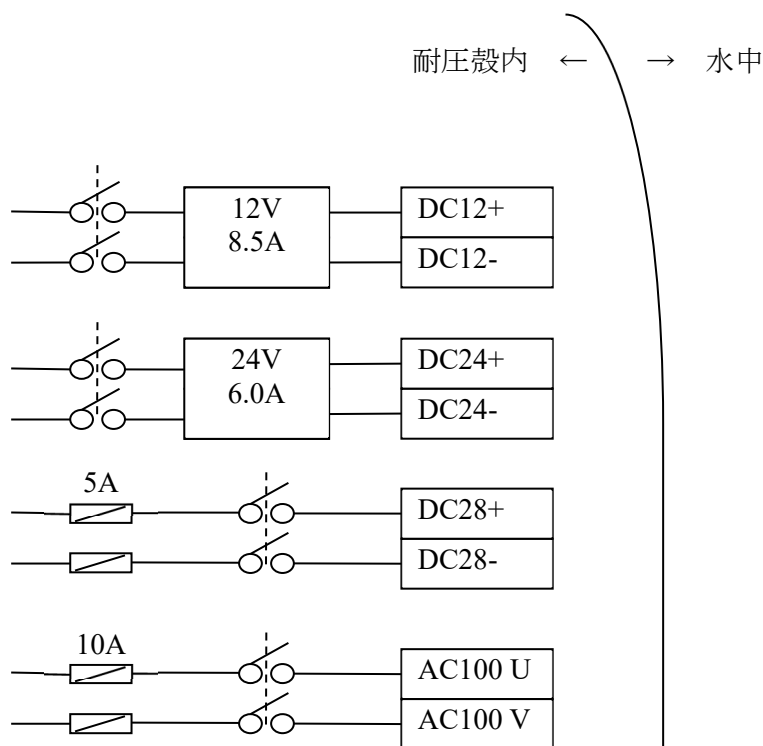 耐圧殻内 ← → 水中
12V
8.5A
DC12+
DC12-
24V
6.0A
DC24+
DC24-
5A
DC28+
DC28-
10A
AC100 U
AC100 V